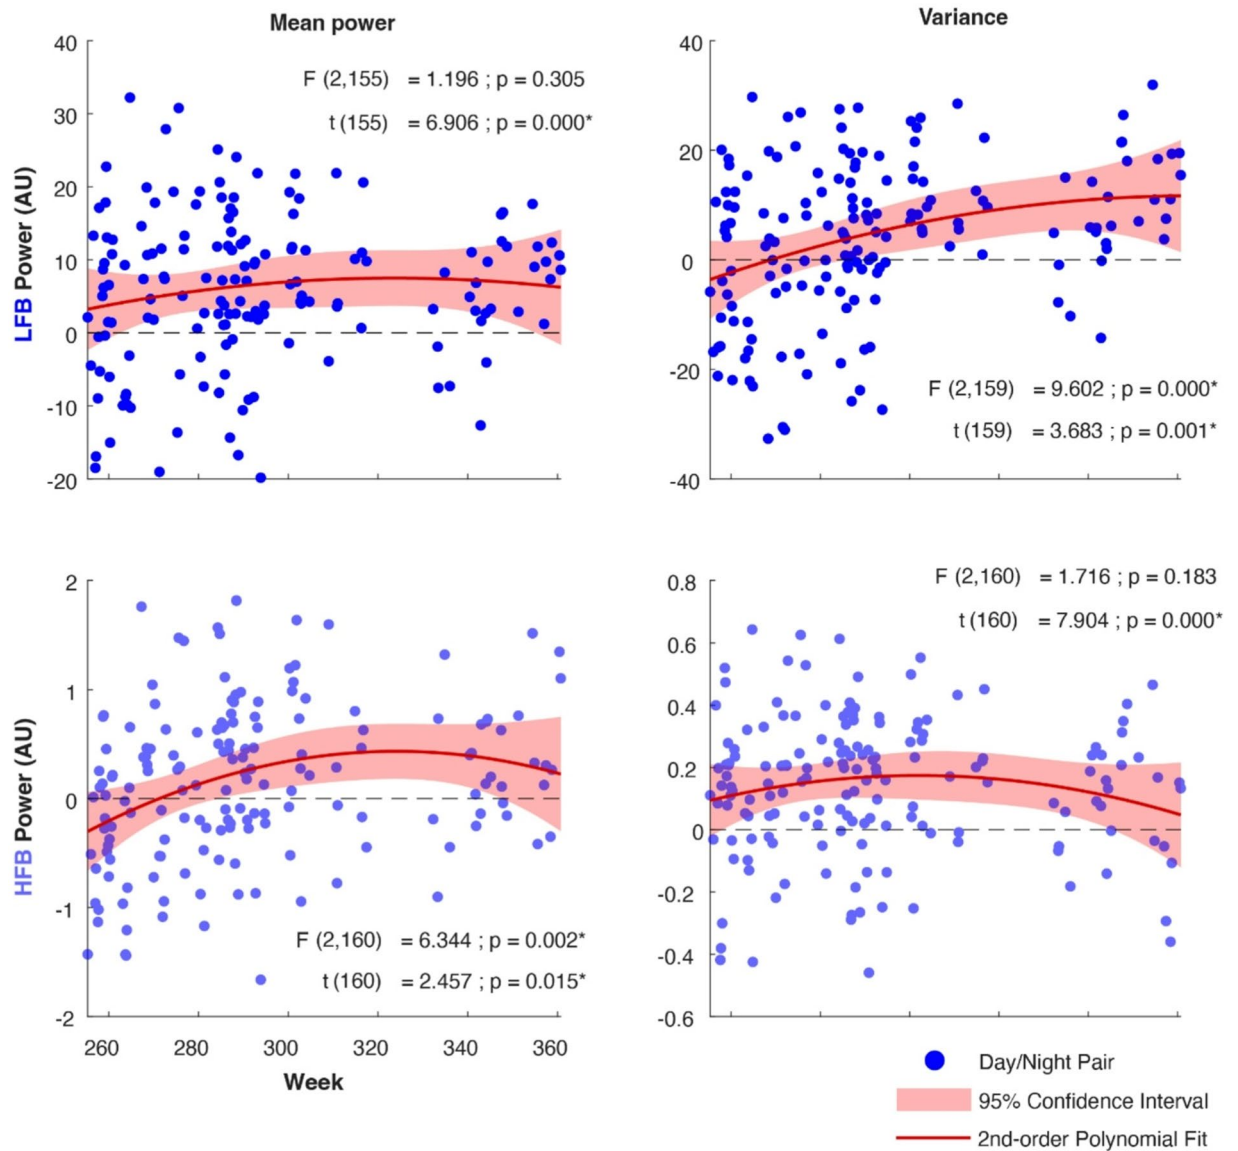 Mean power
Variance
LFB Power (AU)
40
30
20
10
0
-10
-20
F (2,155) = 1.196 ; p = 0.305
t (155) = 6.906 ; p = 0.000*
40
20
0
-20
-40
F (2,159) = 9.602 ; p = 0.000*
t (159) = 3.683 ; p = 0.001*
HFB Power (AU)
2
1
0
-1
-2
F (2,160) = 6.344 ; p = 0.002*
t (160) = 2.457 ; p = 0.015*
260 280 300 320 340 360
Week
0.8
0.6
0.4
0.2
0
-0.2
-0.4
-0.6
F (2,160) = 1.716 ; p = 0.183
t (160) = 7.904 ; p = 0.000*
Day/Night Pair
95% Confidence Interval
2nd-order Polynomial Fit